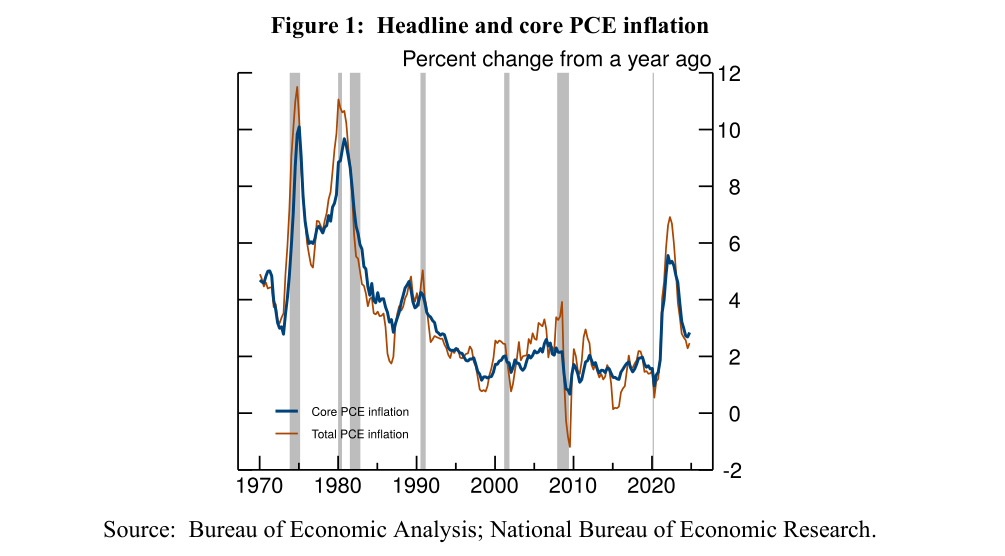 Figure 1:  Headline and core PCE inflation
Percent change from a year ago
12
10
8
6
4
2
0
-2
Core PCE inflation
Total PCE inflation
1970 1980 1990 2000 2010 2020
Source:  Bureau of Economic Analysis; National Bureau of Economic Research.